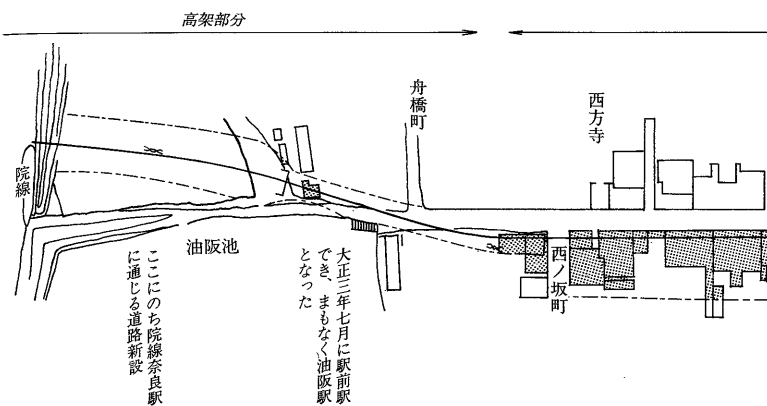 高架部分
舟橋町
西方寺
院線
油阪池
西ノ坂町
大正三年七月に駅前駅
でき、まもなく油阪駅
となった
ここにのち院線奈良駅
に通じる道路新設